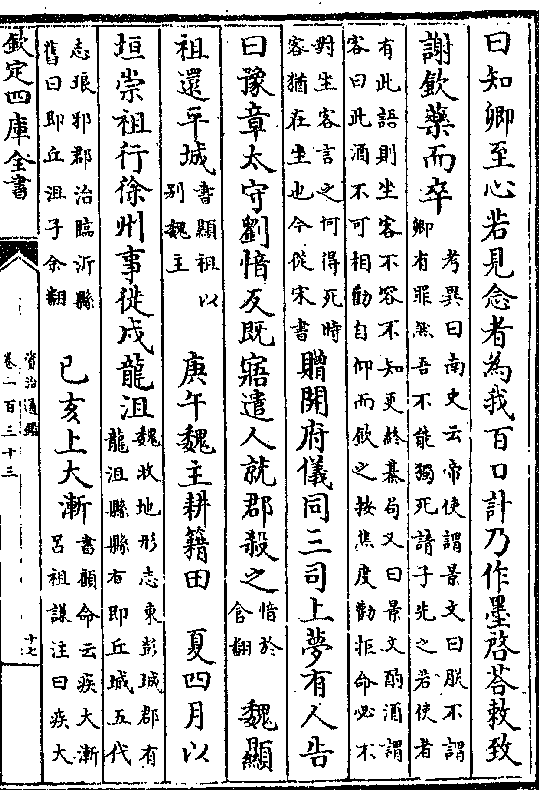 曰知卿至心若見念者為我百口計乃作墨啓荅敕致
謝飲藥而卒
考異曰南史云帝使謂景文曰朕不謂
卿有罪然吾不能獨死請子先之若使者
有此語則坐客不容不知更終棊局又曰景文酌酒謂
客曰此酒不可相勸自仰而飲之按焦度勸拒命必不
對坐客言之何得死時
客猶在坐也今從宋書
贈開府儀同三司上夢有人告
曰豫章太守劉愔反既寤遣人就郡殺之
愔於
含翻
魏顯
祖還平城
書顯祖以
别魏主
庚午魏主耕籍田 夏四月以
垣崇祖行徐州事徙戍龍沮
魏收地形志東彭城郡有
龍沮縣縣有即丘城五代
志琅邪郡治臨沂縣
舊曰即丘沮子余翻
己亥上大漸
書顧命云疾大漸
呂祖謙注曰疾大
欽定四庫全書
資治通鑑
卷一百三十三
十七